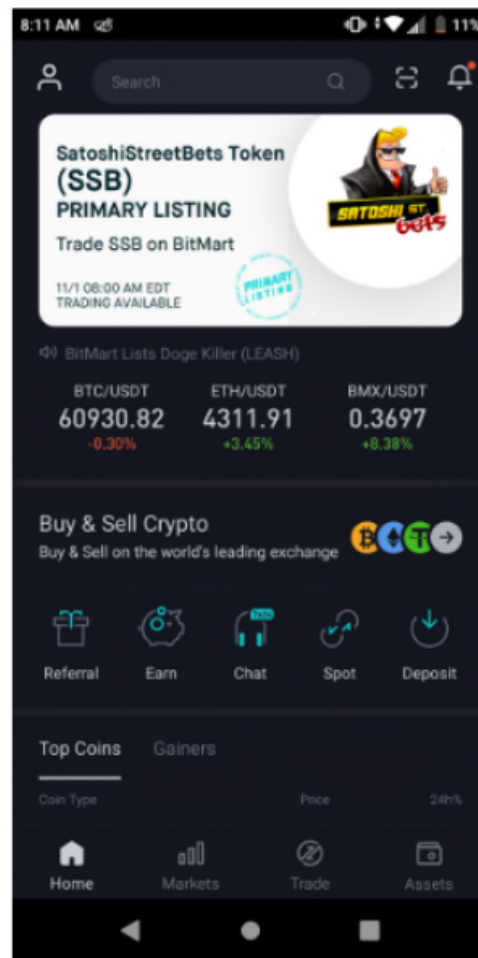 8:11 AM
11%
Search
SatoshiStreetBets Token
(SSB)
PRIMARY LISTING
Trade SSB on BitMart
11/1 08:00 AM EDT
TRADING AVAILABLE
PRIMARY
LISTING
SATOSHI ST
bets
BitMart Lists Doge Killer (LEASH)
BTC/USDT ETH/USDT BMX/USDT
60930.82 4311.91 0.3697
-0.30% +3.45% +8.38%
Buy & Sell Crypto
Buy & Sell on the world's leading exchange
7x24
Referral Earn Chat Spot Deposit
Top Coins Gainers
Coin Type Price 24h%
Home Markets Trade Assets